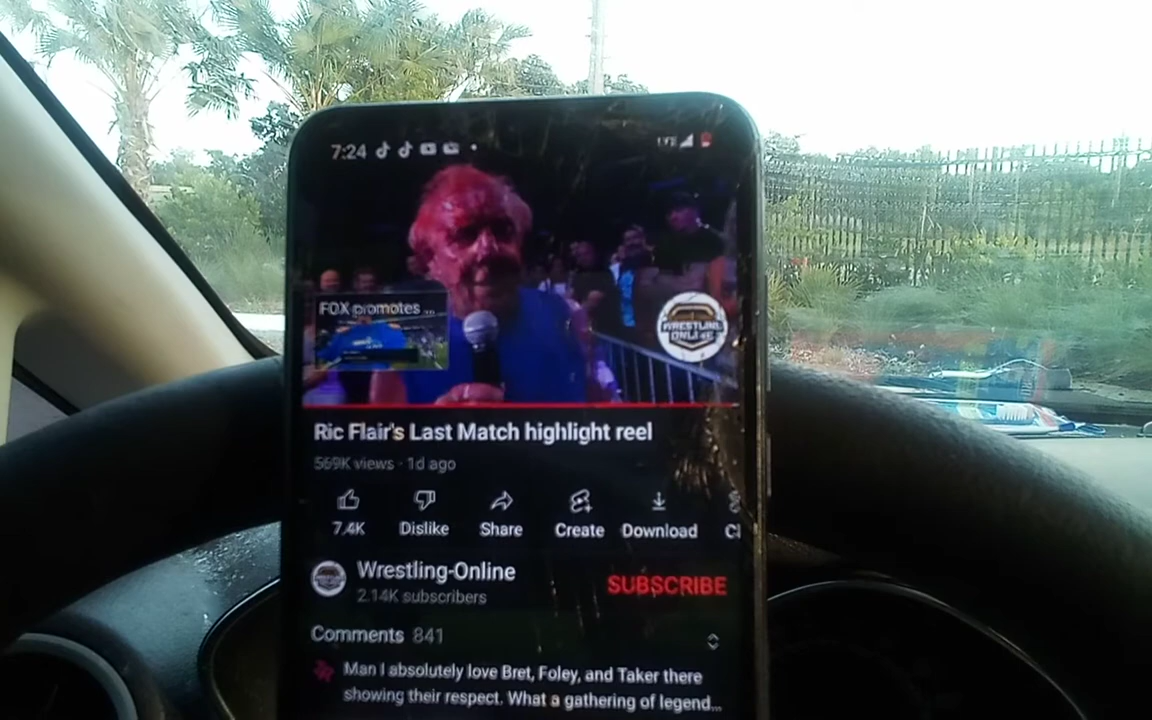 7:24
LTE
FOX promotes ...
WRESTLING
ONLINE
Ric Flair's Last Match highlight reel
569K views · 1d ago
7.4K Dislike Share Create Download
Wrestling-Online
SUBSCRIBE
2.14K subscribers
Comments 841
Man I absolutely love Bret, Foley, and Taker there
showing their respect. What a gathering of legend...